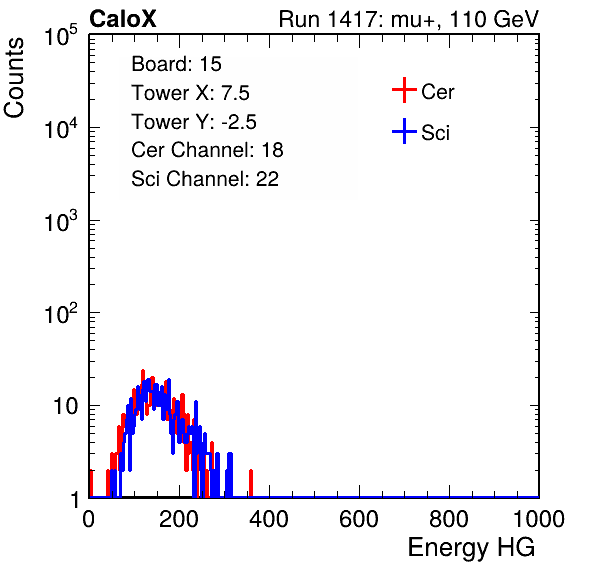 CaloX Run 1417: mu+, 110 GeV
Counts
Board: 15
Tower X: 7.5
Tower Y: -2.5
Cer Channel: 18
Sci Channel: 22
Cer
Sci
10^5
10^4
10^3
10^2
10
1
0 200 400 600 800 1000
Energy HG